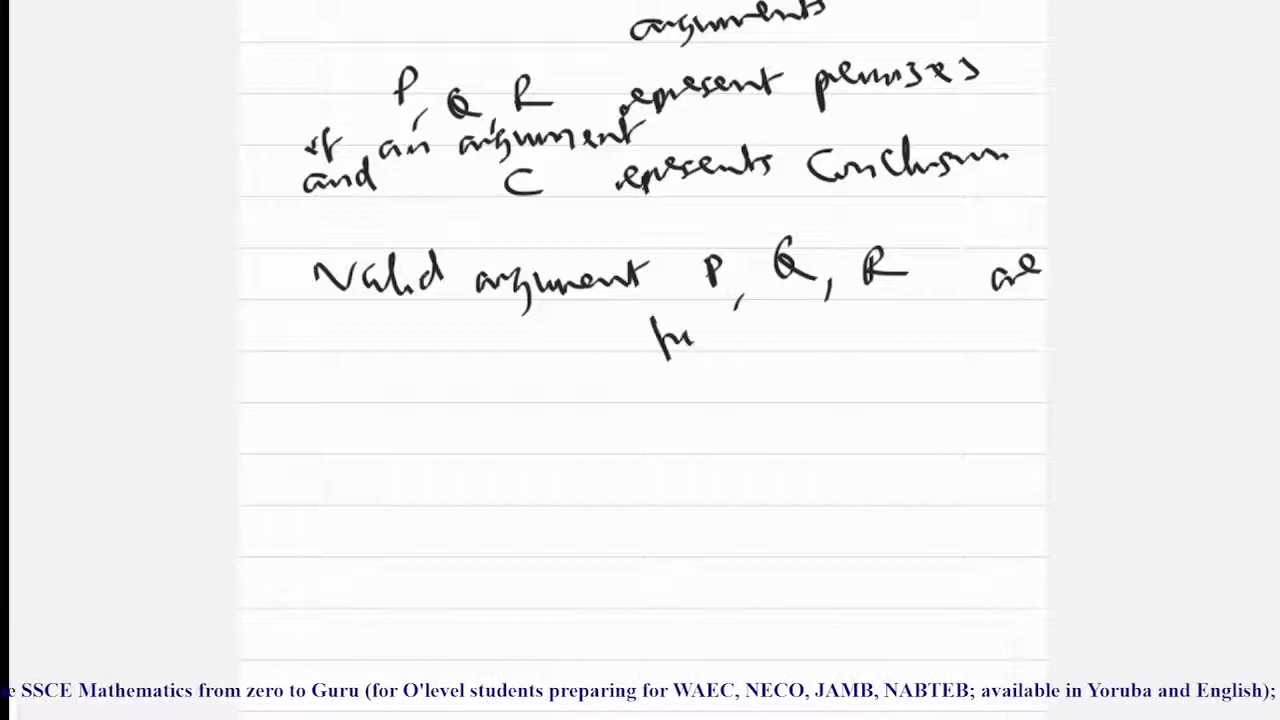 arguments
P, Q, R represent premises
if an argument
and C represents Conclusion
Valid argument P, Q, R are
e SSCE Mathematics from zero to Guru (for O'level students preparing for WAEC, NECO, JAMB, NABTEB; available in Yoruba and English);